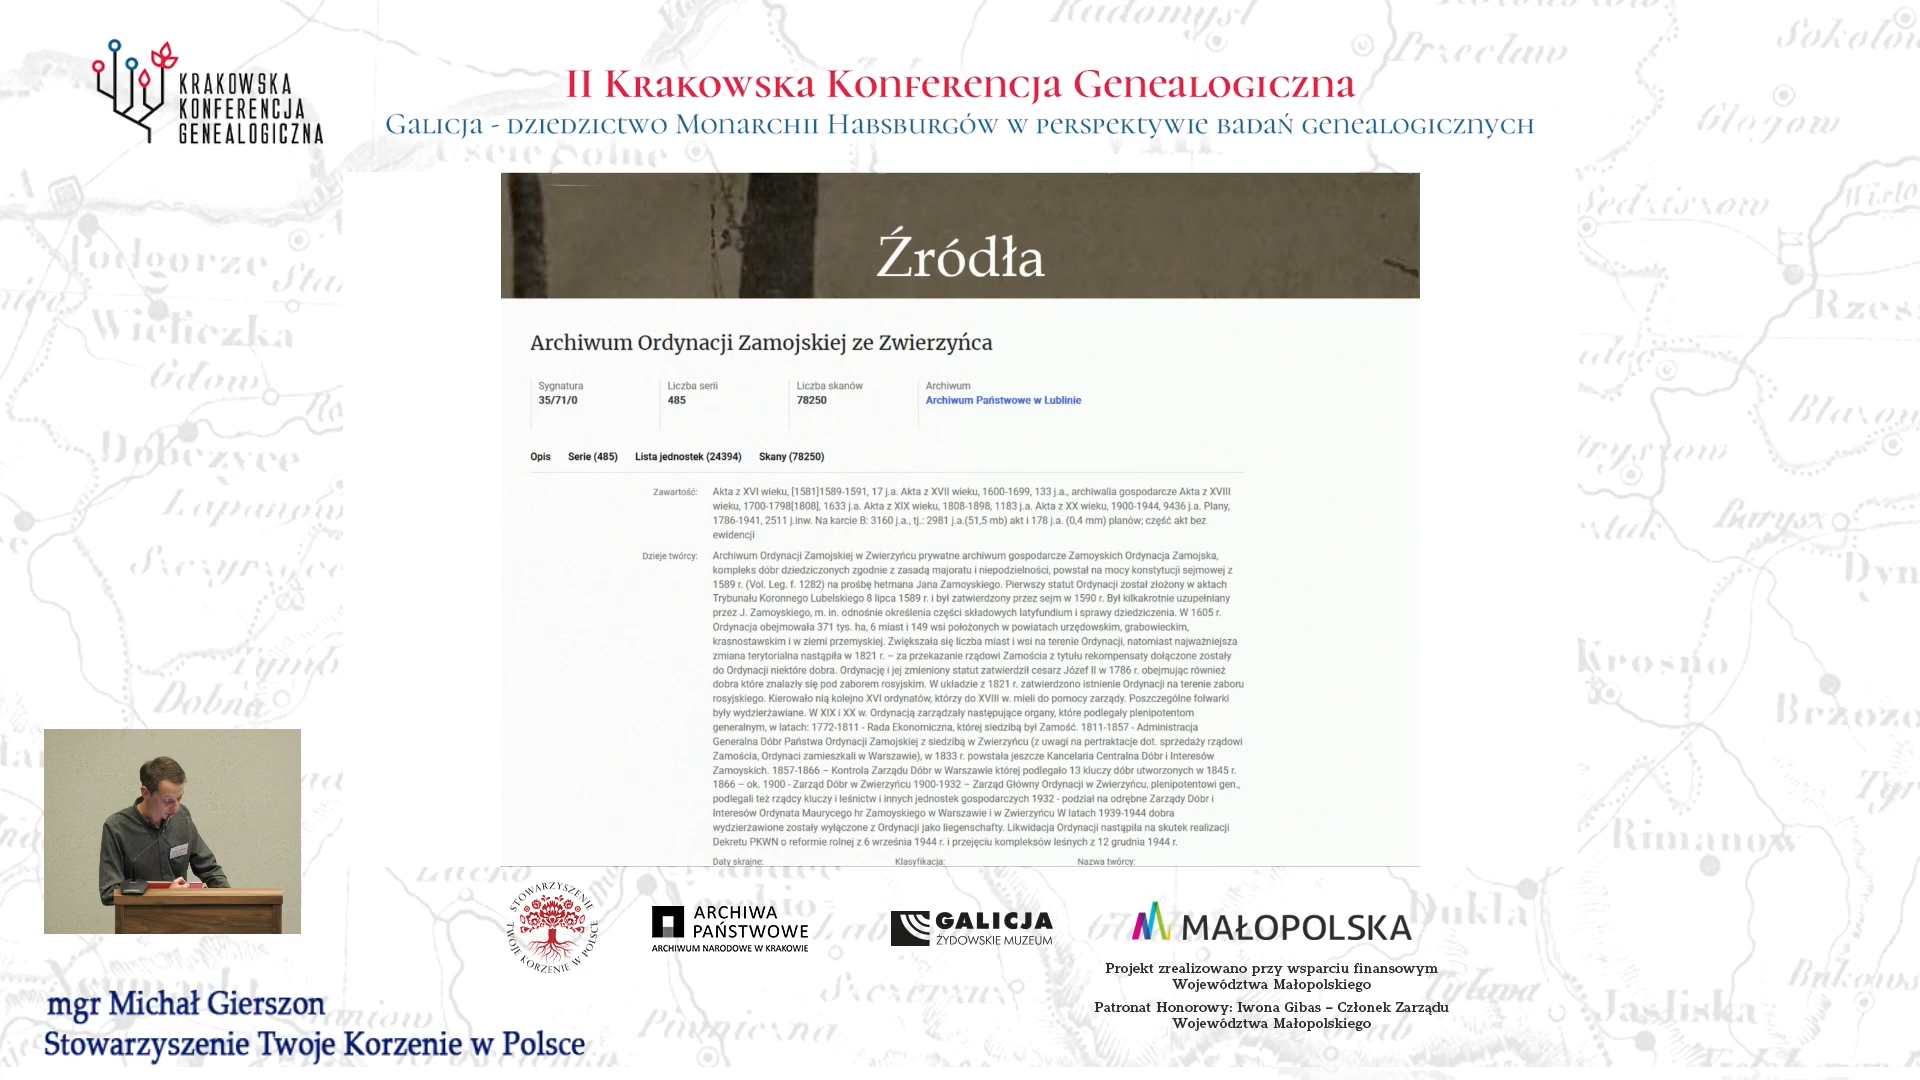 KRAKOWSKA
KONFERENCJA
GENEALOGICZNA
II Krakowska Konferencja Genealogiczna
Galicja - dziedzictwo Monarchii Habsburgów w perspektywie badań genealogicznych
Źródła
Archiwum Ordynacji Zamojskiej ze Zwierzyńca
Sygnatura Liczba serii Liczba skanów Archiwum
35/71/0 485 78250 Archiwum Państwowe w Lublinie
Opis Serie (485) Lista jednostek (24394) Skany (78250)
Zawartość: Akta z XVI wieku, [1581]1589-1591, 17 j.a. Akta z XVII wieku, 1600-1699, 133 j.a., archiwalia gospodarcze Akta z XVIII
wieku, 1700-1798[1808], 1633 j.a. Akta z XIX wieku, 1808-1898, 1183 j.a. Akta z XX wieku, 1900-1944, 9436 j.a. Plany,
1786-1941, 2511 j.inw. Na karcie B: 3160 j.a., tj.: 2981 j.a.(51,5 mb) akt i 178 j.a. (0,4 mm) planów; część akt bez
ewidencji
Dzieje twórcy: Archiwum Ordynacji Zamojskiej w Zwierzyńcu prywatne archiwum gospodarcze Zamoyskich Ordynacja Zamojska,
kompleks dóbr dziedziczonych zgodnie z zasadą majoratu i niepodzielności, powstał na mocy konstytucji sejmowej z
1589 r. (Vol. Leg. f. 1282) na prośbę hetmana Jana Zamoyskiego. Pierwszy statut Ordynacji został złożony w aktach
Trybunału Koronnego Lubelskiego 8 lipca 1589 r. i był zatwierdzony przez sejm w 1590 r. Był kilkakrotnie uzupełniany
przez J. Zamoyskiego, m. in. odnośnie określenia części składowych latyfundium i sprawy dziedziczenia. W 1605 r.
Ordynacja obejmowała 371 tys. ha, 6 miast i 149 wsi położonych w powiatach urzędowskim, grabowieckim,
krasnostawskim i w ziemi przemyskiej. Zwiększała się liczba miast i wsi na terenie Ordynacji, natomiast najważniejsza
zmiana terytorialna nastąpiła w 1821 r. – za przekazanie rządowi Zamościa z tytułu rekompensaty dołączone zostały
do Ordynacji niektóre dobra. Ordynację i jej zmieniony statut zatwierdził cesarz Józef II w 1786 r. obejmując również
dobra które znalazły się pod zaborem rosyjskim. W układzie z 1821 r. zatwierdzono istnienie Ordynacji na terenie zaboru
rosyjskiego. Kierowało nią kolejno XVI ordynatów, którzy do XVIII w. mieli do pomocy zarządy. Poszczególne folwarki
były wydzierżawiane. W XIX i XX w. Ordynacją zarządzały następujące organy, które podlegały plenipotentom
generalnym, w latach: 1772-1811 - Rada Ekonomiczna, której siedzibą był Zamość. 1811-1857 - Administracja
Generalna Dóbr Państwa Ordynacji Zamojskiej z siedzibą w Zwierzyńcu (z uwagi na pertraktacje dot. sprzedaży rządowi
Zamościa, Ordynaci zamieszkali w Warszawie), w 1833 r. powstała jeszcze Kancelaria Centralna Dóbr i Interesów
Zamoyskich. 1857-1866 – Kontrola Zarządu Dóbr w Warszawie której podlegało 13 kluczy dóbr utworzonych w 1845 r.
1866 – ok. 1900 - Zarząd Dóbr w Zwierzyńcu 1900-1932 – Zarząd Główny Ordynacji w Zwierzyńcu, plenipotentowi gen.,
podlegali też rządcy kluczy i leśnictw i innych jednostek gospodarczych 1932 - podział na odrębne Zarządy Dóbr i
Interesów Ordynata Maurycego hr Zamoyskiego w Warszawie i w Zwierzyńcu W latach 1939-1944 dobra
wydzierżawione zostały wyłączone z Ordynacji jako liegenschafty. Likwidacja Ordynacji nastąpiła na skutek realizacji
Dekretu PKWN o reformie rolnej z 6 września 1944 r. i przejęciu kompleksów leśnych z 12 grudnia 1944 r.
Daty skrajne: Klasyfikacja: Nazwa twórcy:
STOWARZYSZENIE
TWOJE KORZENIE W POLSCE
ARCHIWA
PAŃSTWOWE
ARCHIWUM NARODOWE W KRAKOWIE
GALICJA
ŻYDOWSKIE MUZEUM
MAŁOPOLSKA
Projekt zrealizowano przy wsparciu finansowym
Województwa Małopolskiego
Patronat Honorowy: Iwona Gibas – Członek Zarządu
Województwa Małopolskiego
mgr Michał Gierszon
Stowarzyszenie Twoje Korzenie w Polsce
Radomysl
Przecław
Glogow
Podgorze
Wieliczka
Gdow
Dobczyce
Dobna
Krosno
Rimanow
Dukla
Jasliska
Tylawa